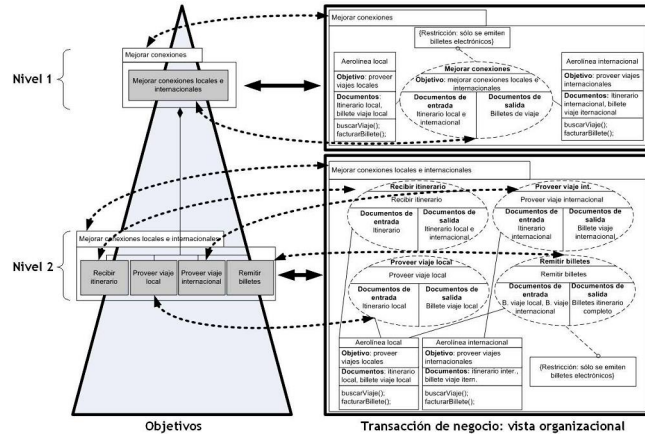 Nivel 1
Mejorar conexiones
Mejorar conexiones locales e
internacionales
Nivel 2
Mejorar conexiones locales e internacionales
Recibir
itinerario
Proveer viaje
local
Proveer viaje
internacional
Remitir
billetes
Objetivos
Mejorar conexiones
{Restricción: sólo se emiten
billetes electrónicos}
Aerolínea local
Objetivo: proveer
viajes locales
Documentos:
Itinerario local,
billete viaje local
buscarViaje();
facturarBillete();
Mejorar conexiones
Objetivo: mejorar conexiones locales e
internacionales
Documentos de
entrada
Itinerario local e
internacional
Documentos de
salida
Billetes de viaje
Aerolínea internacional
Objetivo: proveer
viajes internacionales
Documentos: Itinerario
internacional, billete
viaje iternacional
buscarViaje();
facturarBillete();
Mejorar conexiones locales e internacionales
Recibir itinerario
Recibir itinerario
Documentos de
entrada
Itinerario
Documentos de
salida
Itinerario local e
internacional
Proveer viaje int.
Proveer viaje internacional
Documentos de
entrada
Itinerario
internacional
Documentos de
salida
Billete viaje
internacional
Proveer viaje local
Proveer viaje local
Documentos de
entrada
Itinerario local
Documentos de
salida
Billete viaje local
Remitir billetes
Remitir billetes
Documentos de
entrada
B. viaje local, B. viaje
internacional
Documentos de
salida
Billetes itinerario
completo
Aerolínea local
Objetivo: proveer
viajes locales
Documentos: itinerario
local, billete viaje local
buscarViaje();
facturarBillete();
Aerolínea internacional
Objetivo: proveer viajes
internacionales
Documentos: itinerario inter.,
billete viaje itern.
buscarViaje();
facturarBillete();
{Restricción: sólo se emiten
billetes electrónicos}
Transacción de negocio: vista organizacional